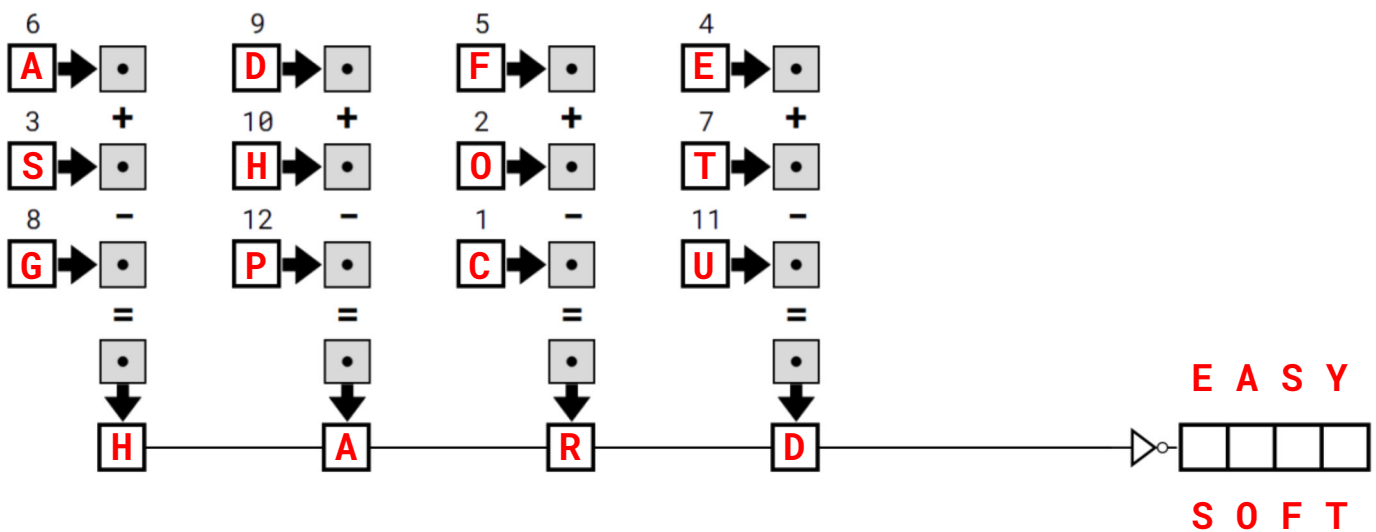 6 9 5 4
A D F E
+ + + +
3 10 2 7
S H O T
- - - -
8 12 1 11
G P C U
= = = =
E A S Y
H A R D
S O F T